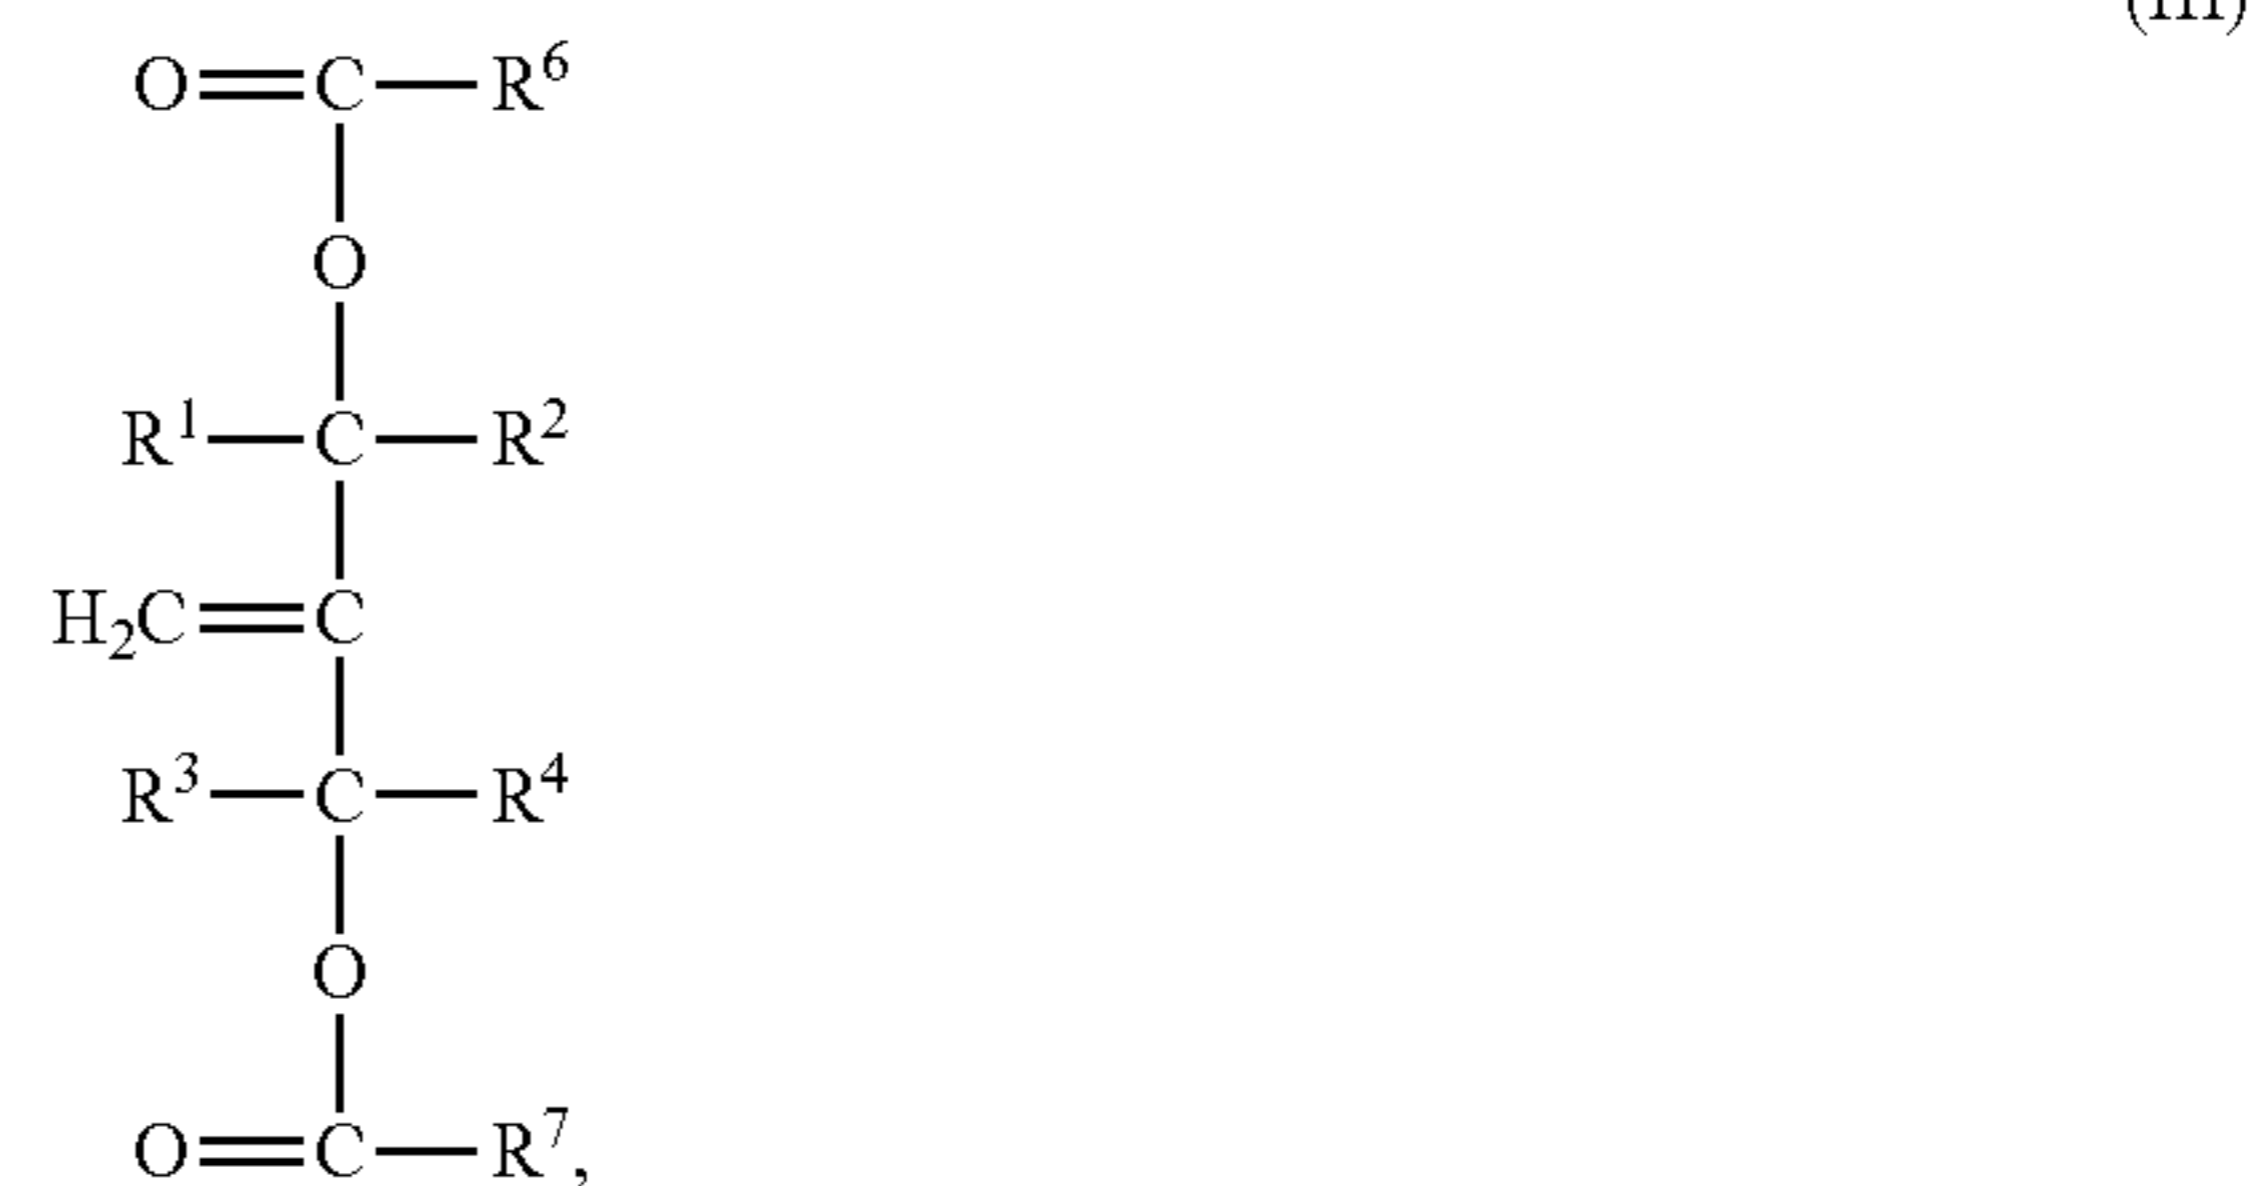 (III)
O=C—R⁶
O
R¹—C—R²
H₂C=C
R³—C—R⁴
O
O=C—R⁷,